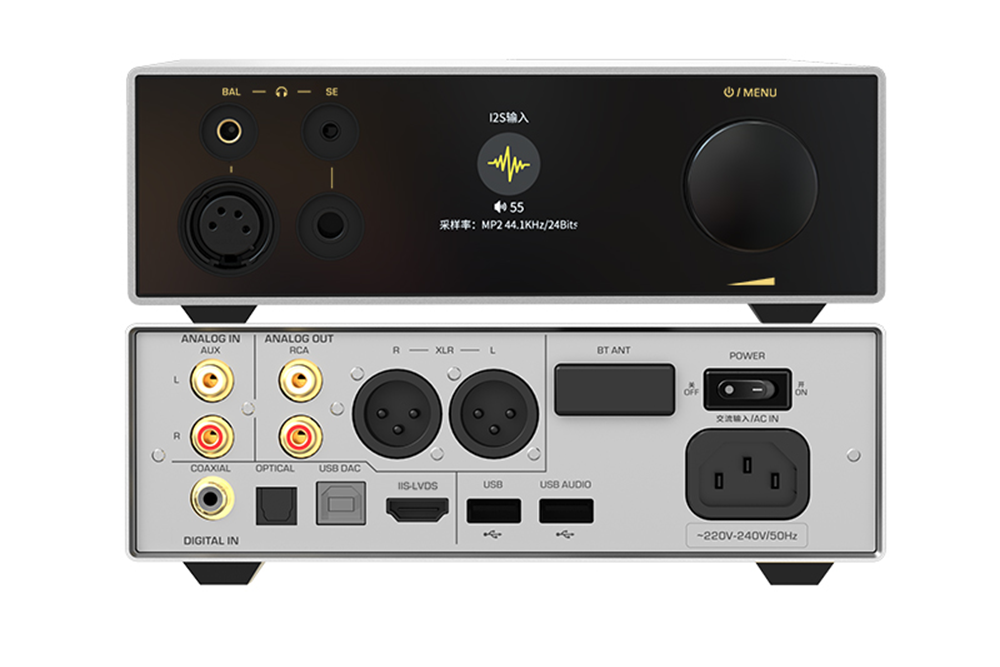 BAL SE
⏻/MENU
I2S输入
55
采样率：MP2 44.1KHz/24Bits
ANALOG IN
AUX
ANALOG OUT
RCA
R XLR L
L
R
BT ANT
POWER
关
OFF
开
ON
交流输入/AC IN
COAXIAL
OPTICAL
USB DAC
IIS-LVDS
USB
USB AUDIO
DIGITAL IN
~220V-240V/50Hz